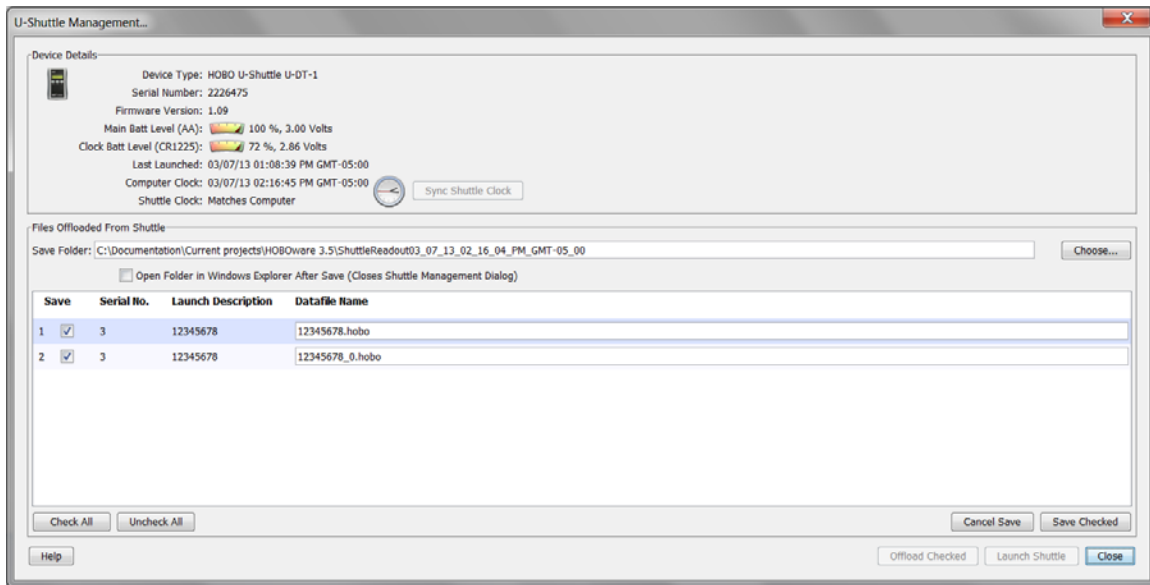 U-Shuttle Management...
Device Details
Device Type: HOBO U-Shuttle U-DT-1
Serial Number: 2226475
Firmware Version: 1.09
Main Batt Level (AA): 100 %, 3.00 Volts
Clock Batt Level (CR1225): 72 %, 2.86 Volts
Last Launched: 03/07/13 01:08:39 PM GMT-05:00
Computer Clock: 03/07/13 02:16:45 PM GMT-05:00
Shuttle Clock: Matches Computer
Sync Shuttle Clock
Files Offloaded From Shuttle
Save Folder: C:\Documentation\Current projects\HOBOware 3.5\ShuttleReadout03_07_13_02_16_04_PM_GMT-05_00 Choose...
Open Folder in Windows Explorer After Save (Closes Shuttle Management Dialog)
Save Serial No. Launch Description Datafile Name
1 3 12345678 12345678.hobo
2 3 12345678 12345678_0.hobo
Check All Uncheck All Cancel Save Save Checked
Help Offload Checked Launch Shuttle Close